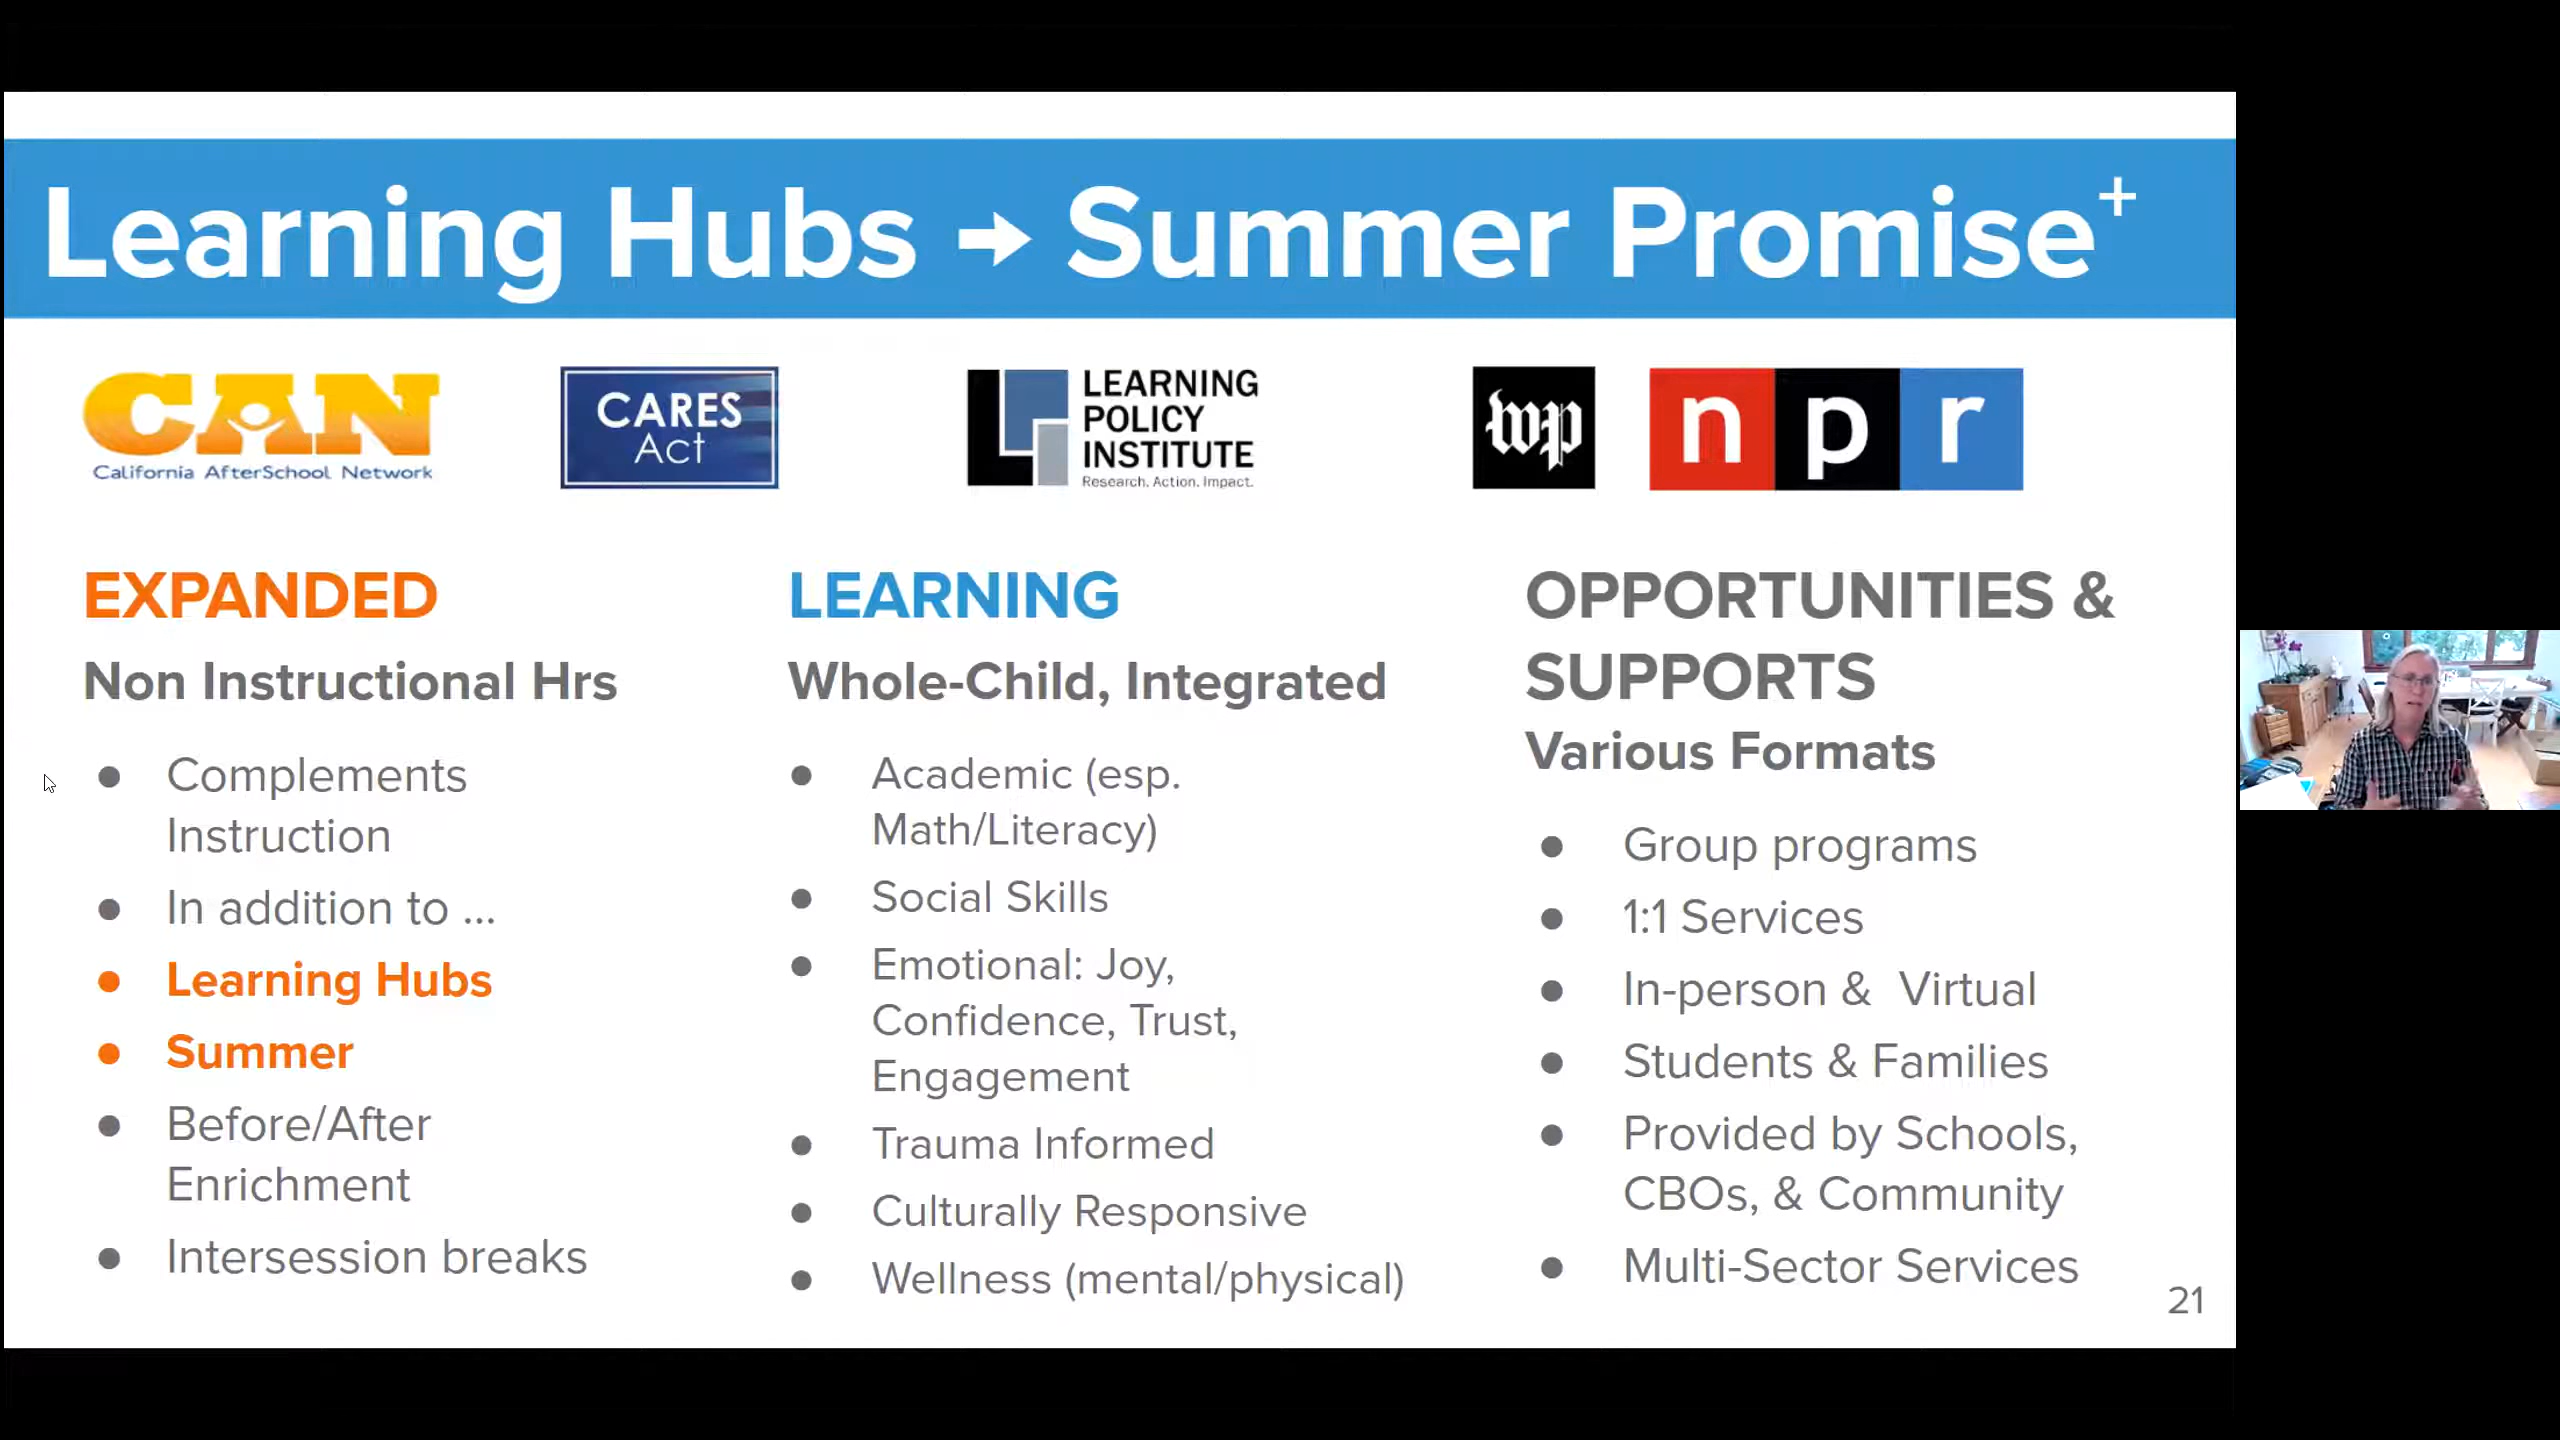 Learning Hubs → Summer Promise+
CAN
California AfterSchool Network
CARES
Act
LEARNING
POLICY
INSTITUTE
Research. Action. Impact.
wp
npr
EXPANDED
Non Instructional Hrs
● Complements
Instruction
● In addition to ...
● Learning Hubs
● Summer
● Before/After
Enrichment
● Intersession breaks
LEARNING
Whole-Child, Integrated
● Academic (esp.
Math/Literacy)
● Social Skills
● Emotional: Joy,
Confidence, Trust,
Engagement
● Trauma Informed
● Culturally Responsive
● Wellness (mental/physical)
OPPORTUNITIES &
SUPPORTS
Various Formats
● Group programs
● 1:1 Services
● In-person & Virtual
● Students & Families
● Provided by Schools,
CBOs, & Community
● Multi-Sector Services
21